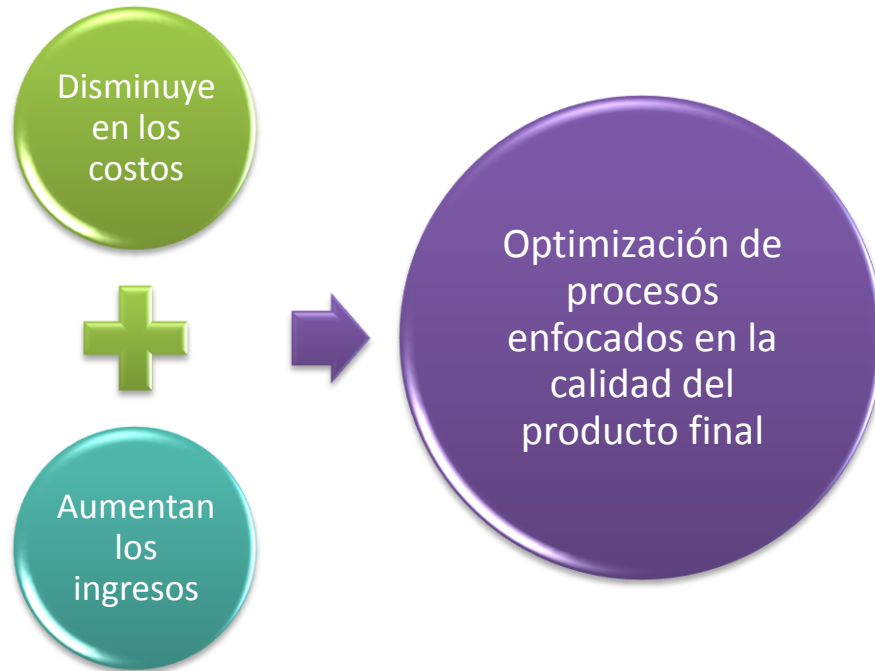 Disminuye
en los
costos
Aumentan
los
ingresos
Optimización de
procesos
enfocados en la
calidad del
producto final